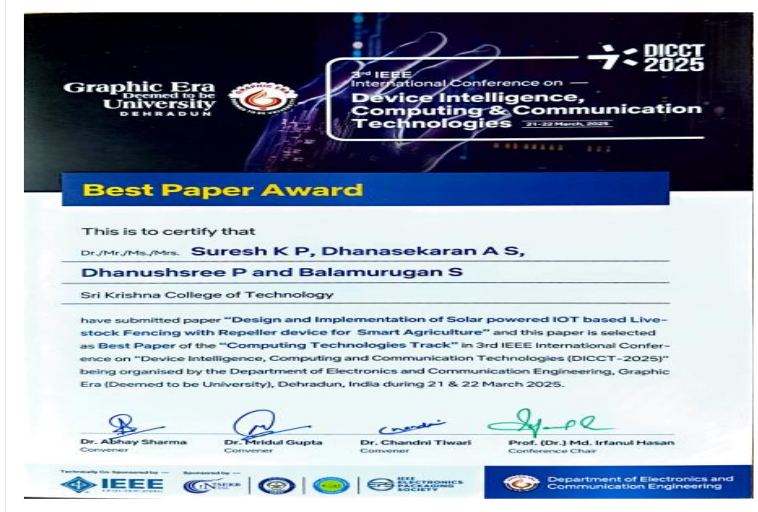 DICCT
2025
Graphic Era
Deemed to be
University
DEHRADUN
3rd IEEE
International Conference on —
Device Intelligence,
Computing & Communication
Technologies 21-22 March, 2025
Best Paper Award
This is to certify that
Dr./Mr./Ms./Mrs. Suresh K P, Dhanasekaran A S,
Dhanushsree P and Balamurugan S
Sri Krishna College of Technology
have submitted paper "Design and Implementation of Solar powered IOT based Live-
stock Fencing with Repeller device for Smart Agriculture" and this paper is selected
as Best Paper of the "Computing Technologies Track" in 3rd IEEE International Confer-
ence on "Device Intelligence, Computing and Communication Technologies (DICCT-2025)"
being organised by the Department of Electronics and Communication Engineering, Graphic
Era (Deemed to be University), Dehradun, India during 21 & 22 March 2025.
Dr. Abhay Sharma
Convener
Dr. Mridul Gupta
Convener
Dr. Chandni Tiwari
Convener
Prof. (Dr.) Md. Irfanul Hasan
Conference Chair
Technically Co-Sponsored by —
Sponsored by —
IEEE
IEEE
ELECTRONICS
PACKAGING
SOCIETY
Department of Electronics and
Communication Engineering